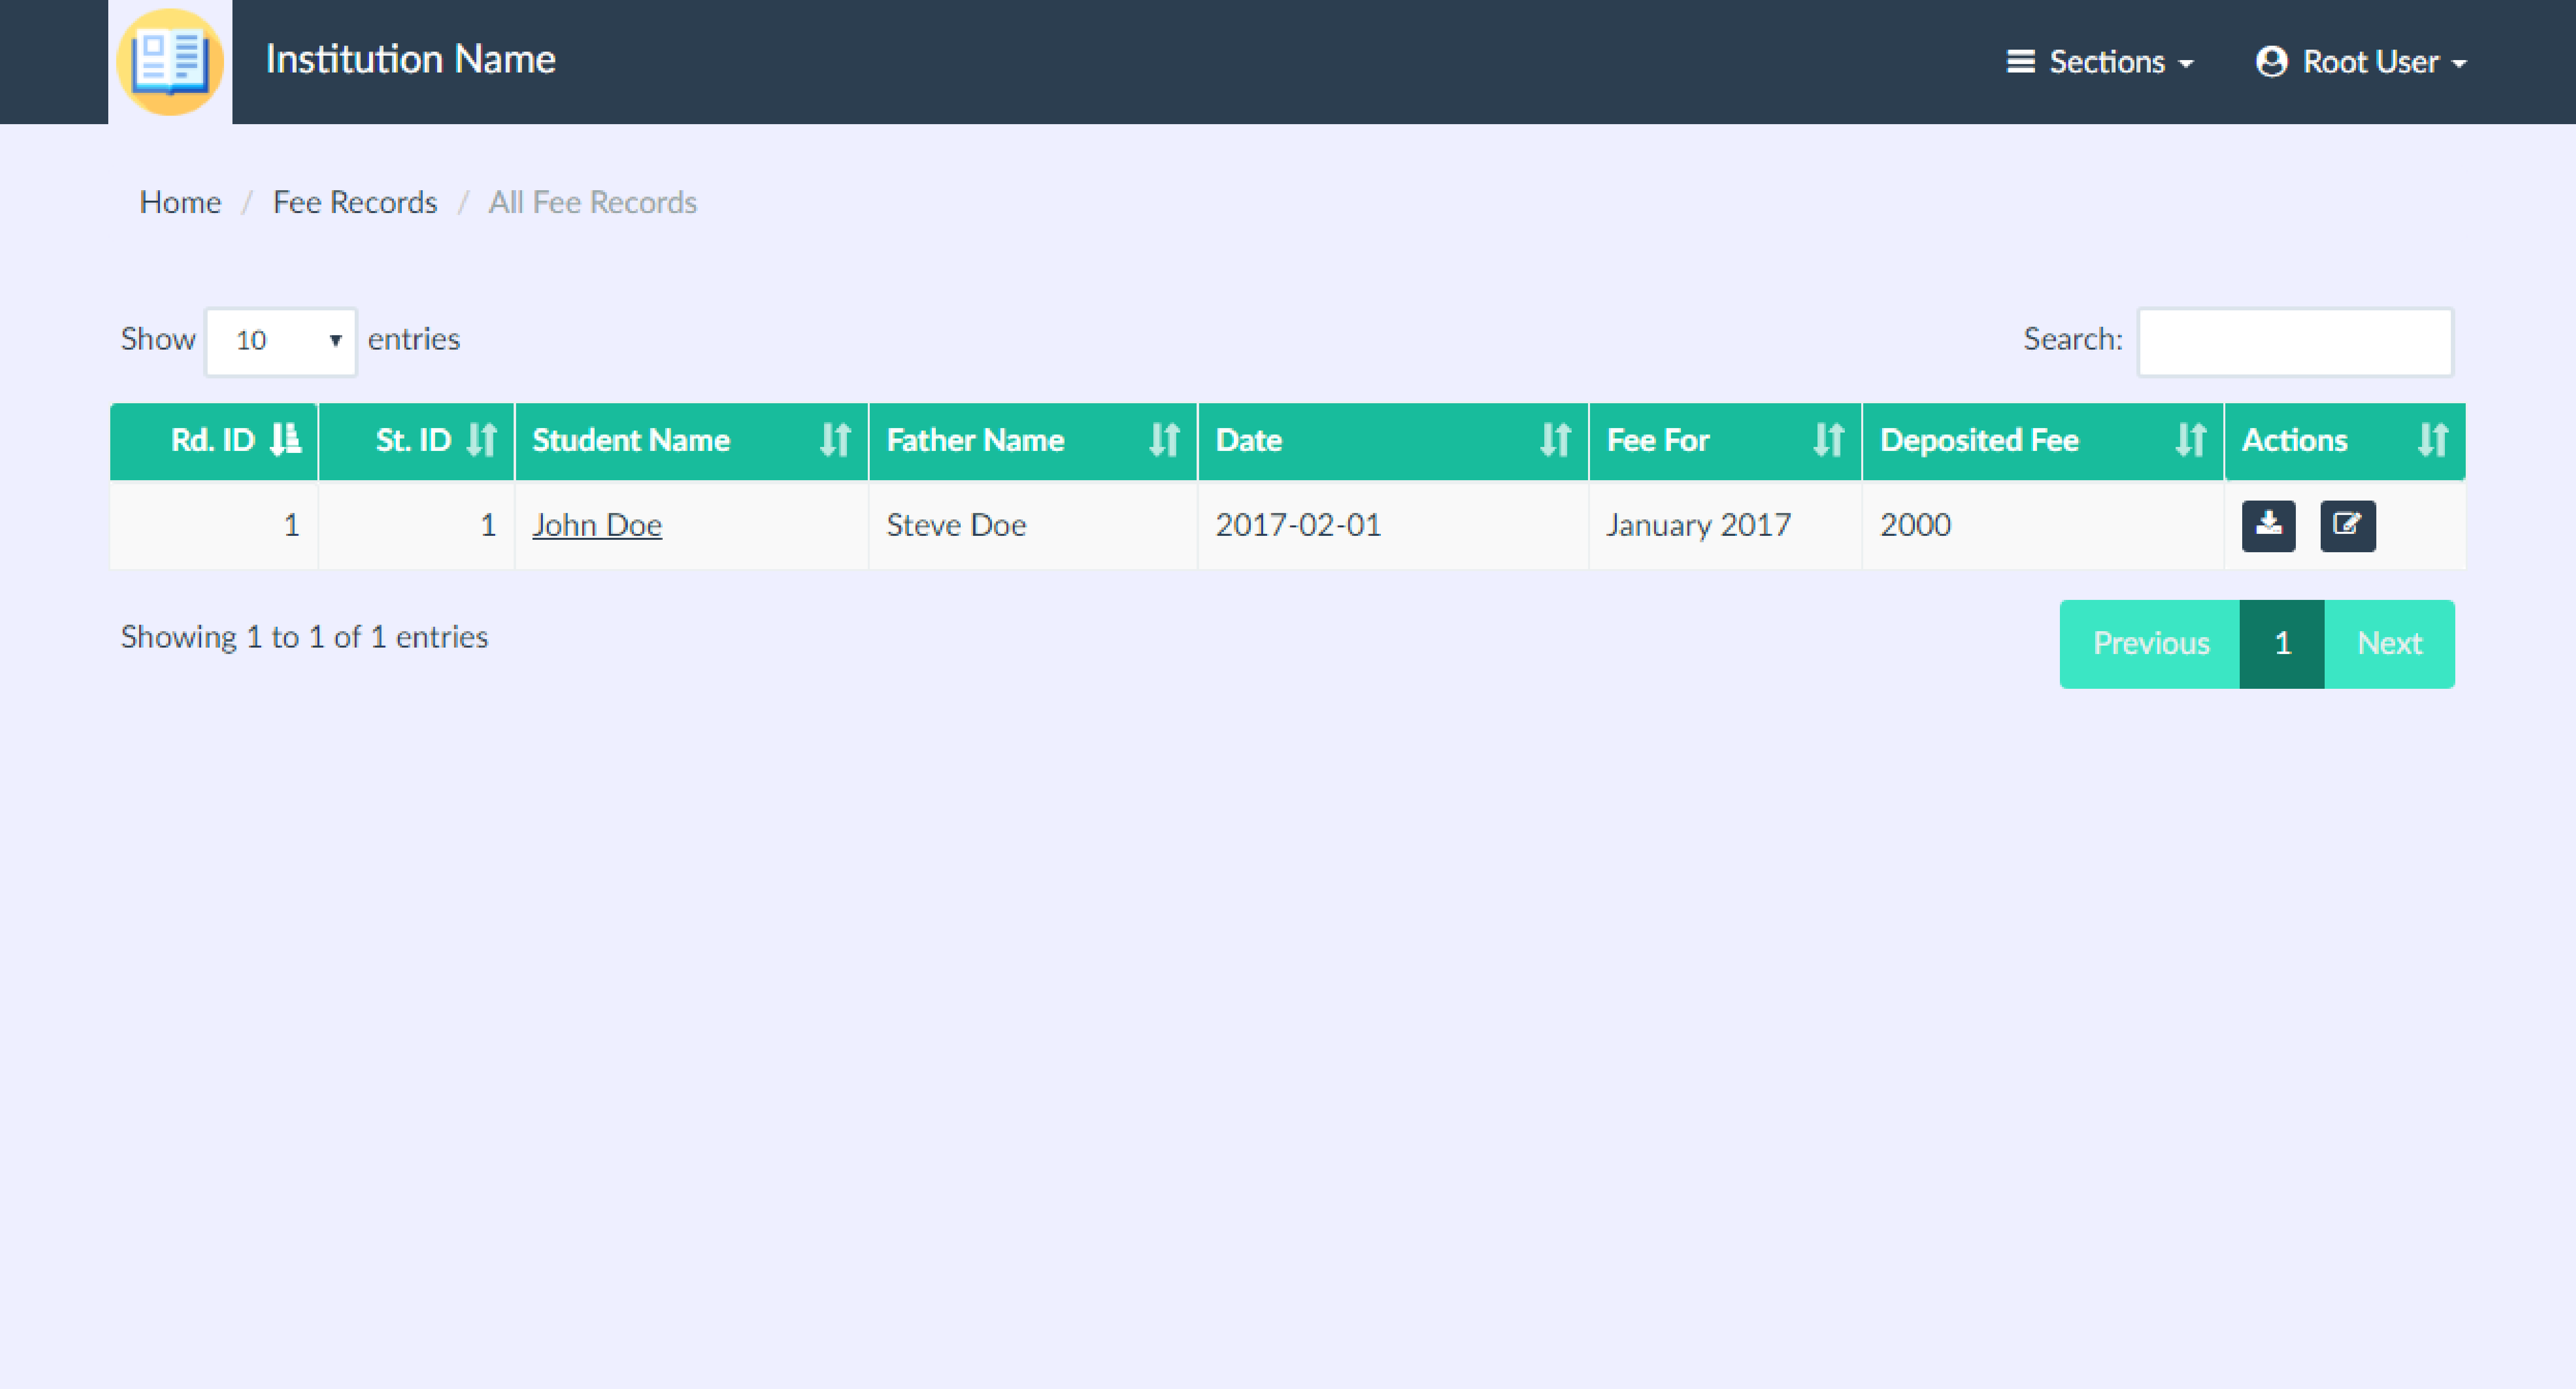 Institution Name Sections Root User
Home / Fee Records / All Fee Records
Show 10 entries Search:
Rd. ID St. ID Student Name Father Name Date Fee For Deposited Fee Actions
1 1 John Doe Steve Doe 2017-02-01 January 2017 2000
Showing 1 to 1 of 1 entries Previous 1 Next